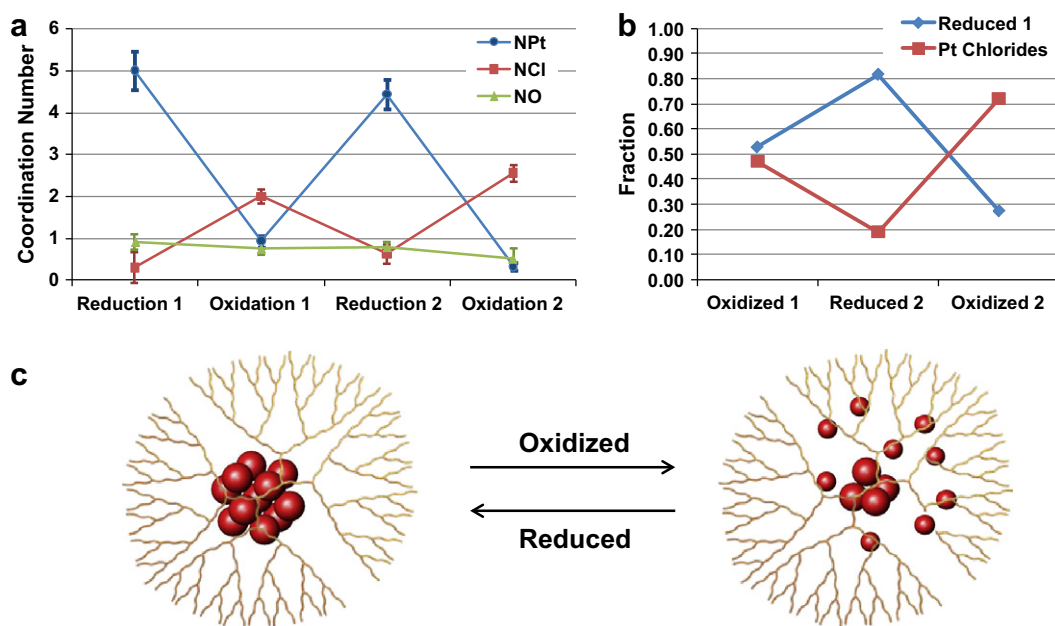 a
6
5
4
3
2
1
0
Coordination Number
NPt
NCl
NO
Reduction 1 Oxidation 1 Reduction 2 Oxidation 2
b
1.00
0.90
0.80
0.70
0.60
0.50
0.40
0.30
0.20
0.10
0.00
Fraction
Reduced 1
Pt Chlorides
Oxidized 1 Reduced 2 Oxidized 2
c
Oxidized
Reduced